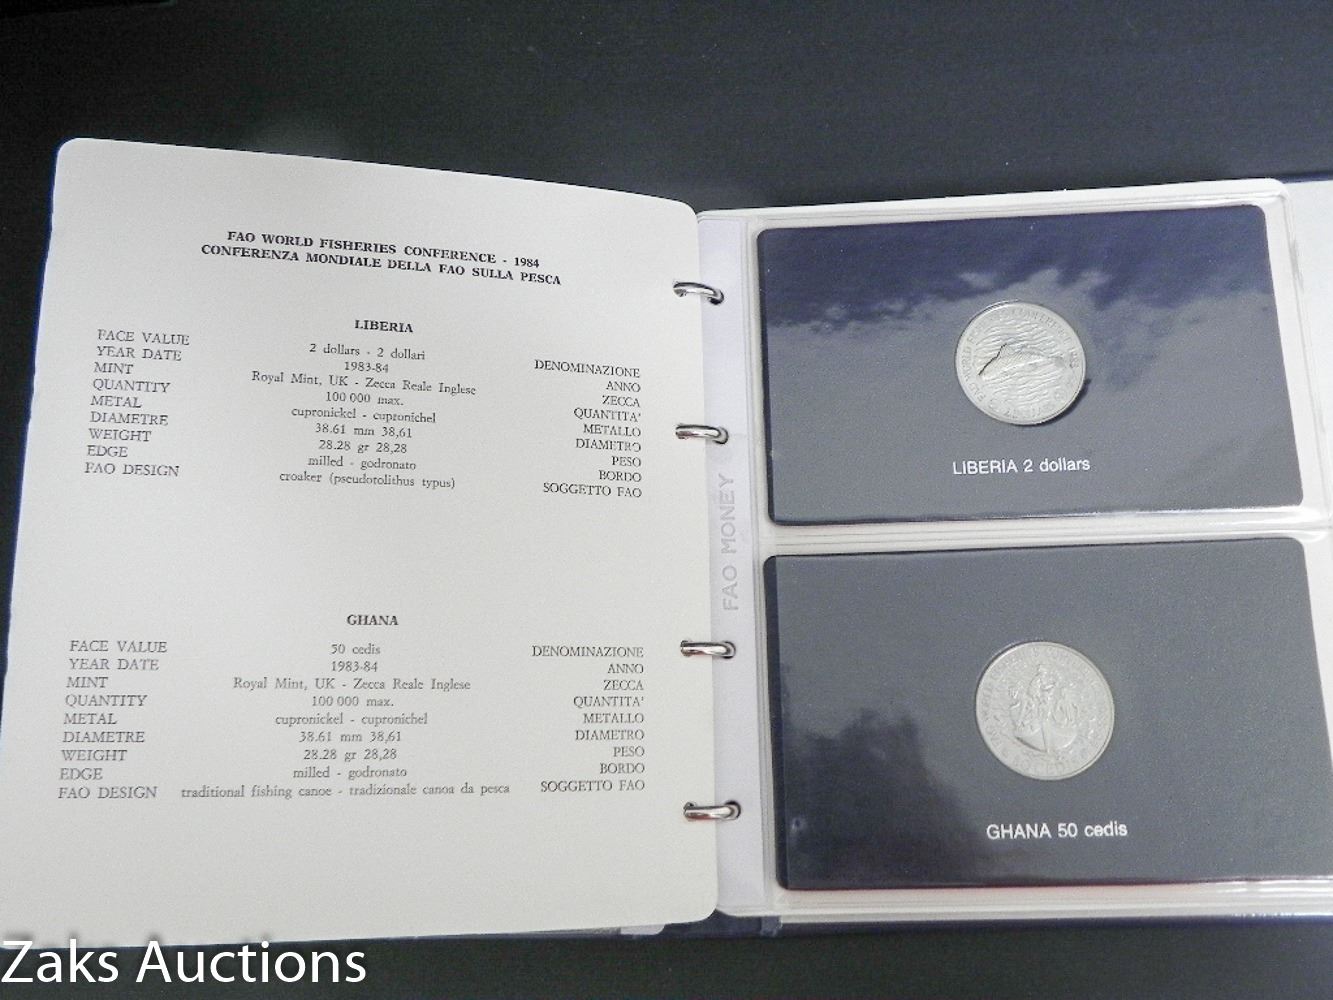 FAO WORLD FISHERIES CONFERENCE - 1984
CONFERENZA MONDIALE DELLA FAO SULLA PESCA
LIBERIA
FACE VALUE 2 dollars - 2 dollari DENOMINAZIONE
YEAR DATE 1983-84 ANNO
MINT Royal Mint, UK - Zecca Reale Inglese ZECCA
QUANTITY 100 000 max. QUANTITA'
METAL cupronickel - cupronichel METALLO
DIAMETRE 38.61 mm 38,61 DIAMETRO
WEIGHT 28.28 gr 28,28 PESO
EDGE milled - godronato BORDO
FAO DESIGN croaker (pseudotolithus typus) SOGGETTO FAO
GHANA
FACE VALUE 50 cedis DENOMINAZIONE
YEAR DATE 1983-84 ANNO
MINT Royal Mint, UK - Zecca Reale Inglese ZECCA
QUANTITY 100 000 max. QUANTITA'
METAL cupronickel - cupronichel METALLO
DIAMETRE 38.61 mm 38,61 DIAMETRO
WEIGHT 28.28 gr 28,28 PESO
EDGE milled - godronato BORDO
FAO DESIGN traditional fishing canoe - tradizionale canoa da pesca SOGGETTO FAO
FAO MONEY
LIBERIA 2 dollars
GHANA 50 cedis
Zaks Auctions